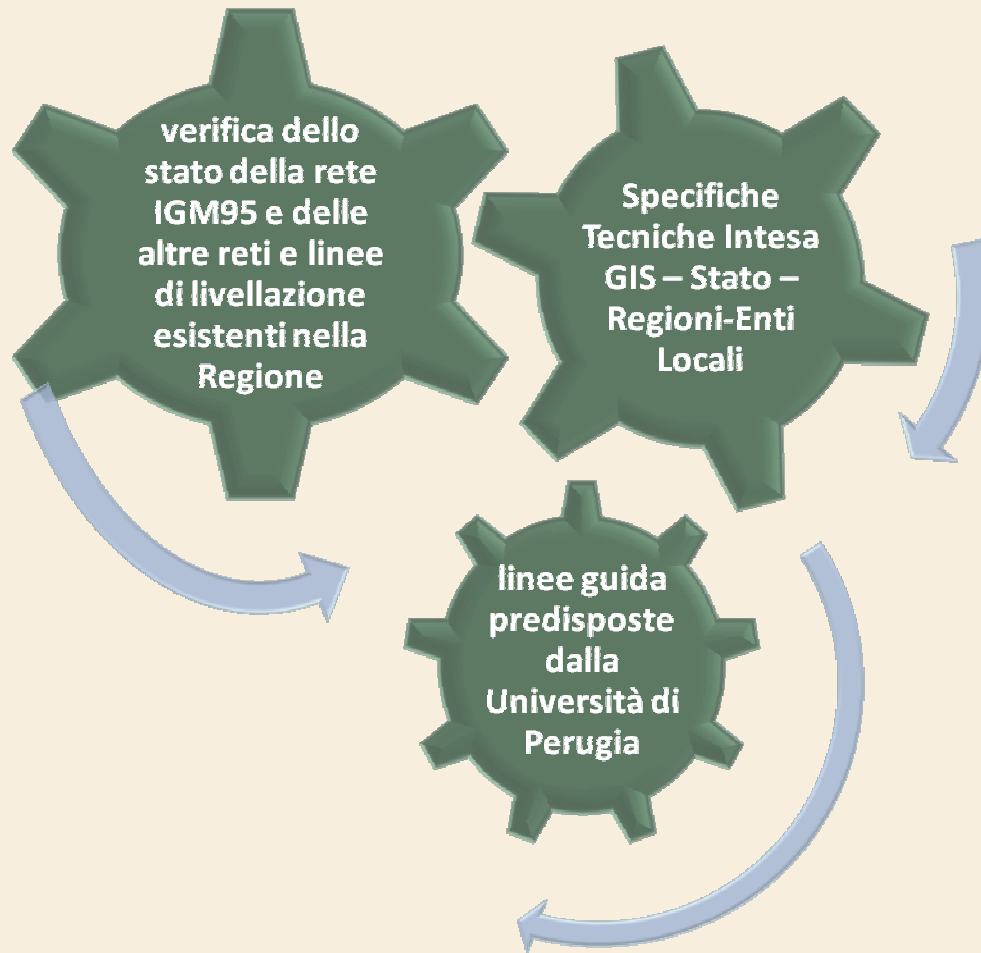 verifica dello
stato della rete
IGM95 e delle
altre reti e linee
di livellazione
esistenti nella
Regione
Specifiche
Tecniche Intesa
GIS – Stato –
Regioni-Enti
Locali
linee guida
predisposte
dalla
Università di
Perugia